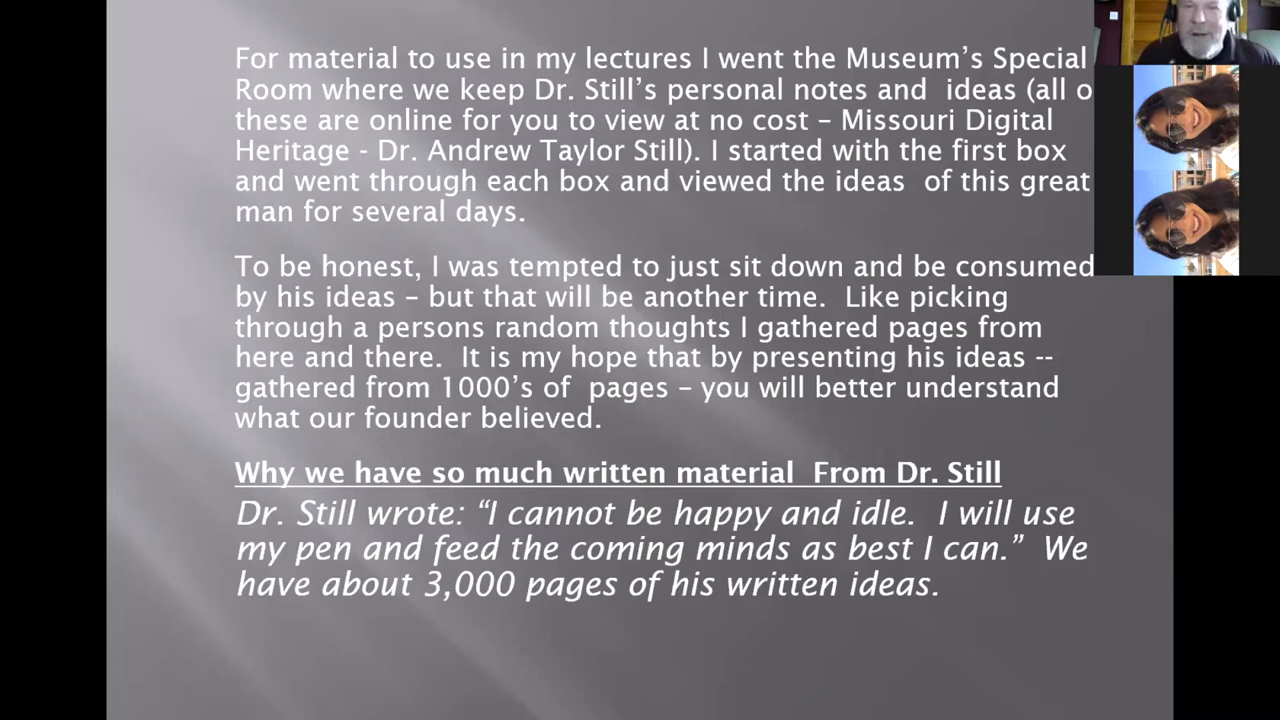 For material to use in my lectures I went the Museum's Special
Room where we keep Dr. Still's personal notes and  ideas (all o
these are online for you to view at no cost – Missouri Digital
Heritage - Dr. Andrew Taylor Still). I started with the first box
and went through each box and viewed the ideas  of this great
man for several days.
To be honest, I was tempted to just sit down and be consumed
by his ideas – but that will be another time.  Like picking
through a persons random thoughts I gathered pages from
here and there.  It is my hope that by presenting his ideas --
gathered from 1000's of  pages – you will better understand
what our founder believed.
Why we have so much written material  From Dr. Still
Dr. Still wrote: “I cannot be happy and idle.  I will use
my pen and feed the coming minds as best I can.”  We
have about 3,000 pages of his written ideas.